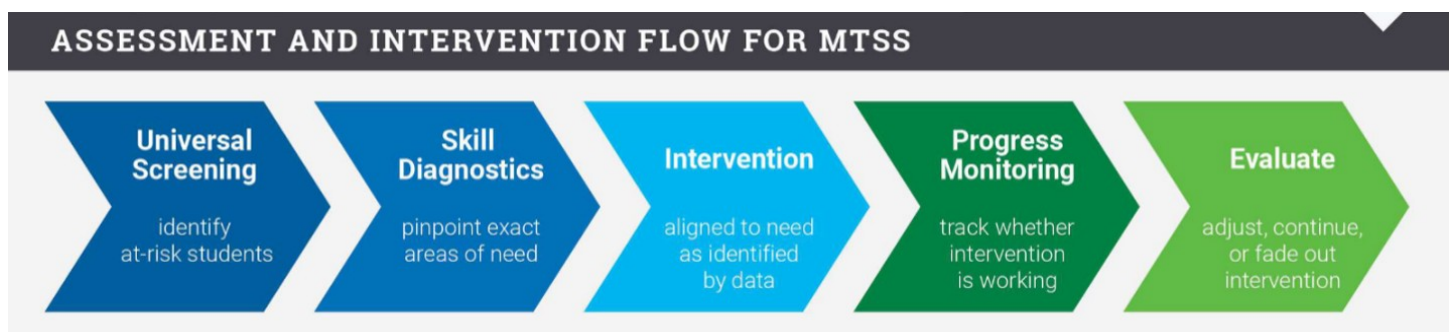 ASSESSMENT AND INTERVENTION FLOW FOR MTSS
Universal
Screening
identify
at-risk students
Skill
Diagnostics
pinpoint exact
areas of need
Intervention
aligned to need
as identified
by data
Progress
Monitoring
track whether
intervention
is working
Evaluate
adjust, continue,
or fade out
intervention